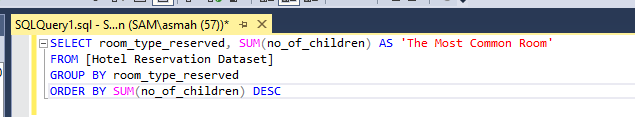 SQLQuery1.sql - S...n (SAM\asmah (57))*
SELECT room_type_reserved, SUM(no_of_children) AS 'The Most Common Room'
FROM [Hotel Reservation Dataset]
GROUP BY room_type_reserved
ORDER BY SUM(no_of_children) DESC